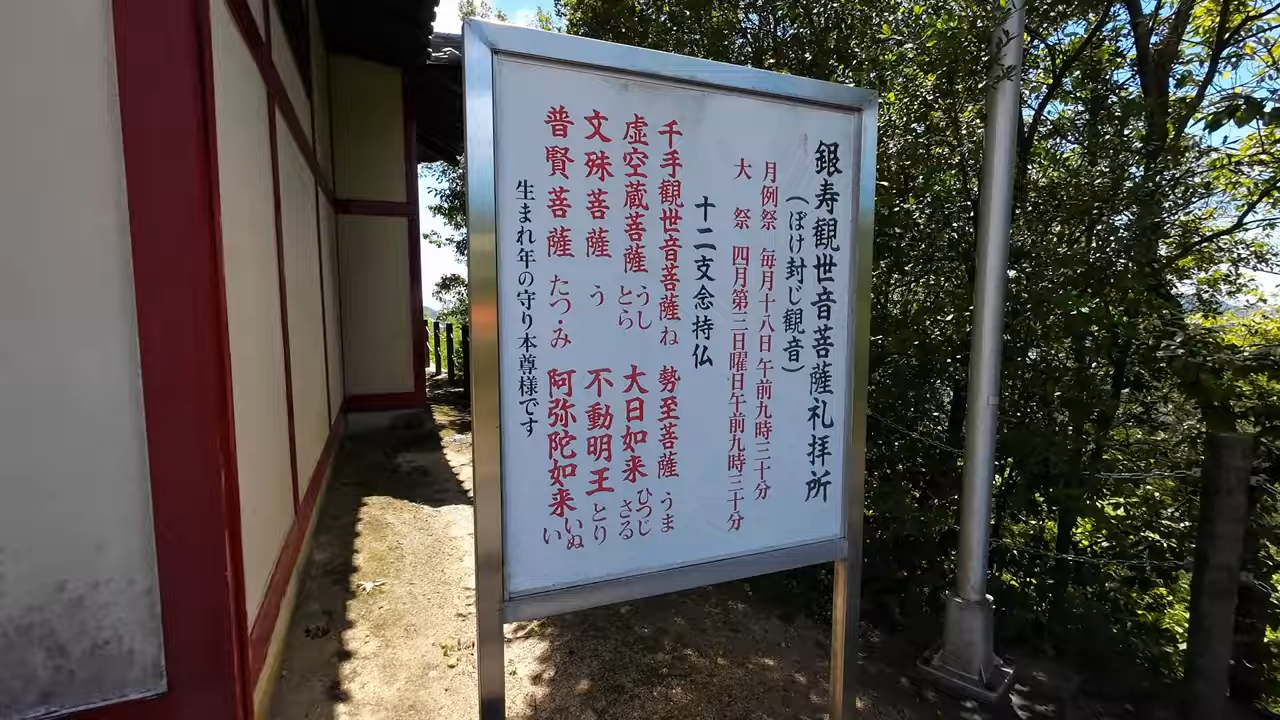 銀寿観世音菩薩礼拝所
(ぼけ封じ観音)
月例祭 毎月十八日 午前九時三十分
大祭 四月第三日曜日午前九時三十分
十二支念持仏
千手観世音菩薩 ね 勢至菩薩 うま
虚空蔵菩薩 うし とら 大日如来 ひつじ さる
文殊菩薩 う 不動明王 とり
普賢菩薩 たつ・み 阿弥陀如来 いぬ い
生まれ年の守り本尊様です